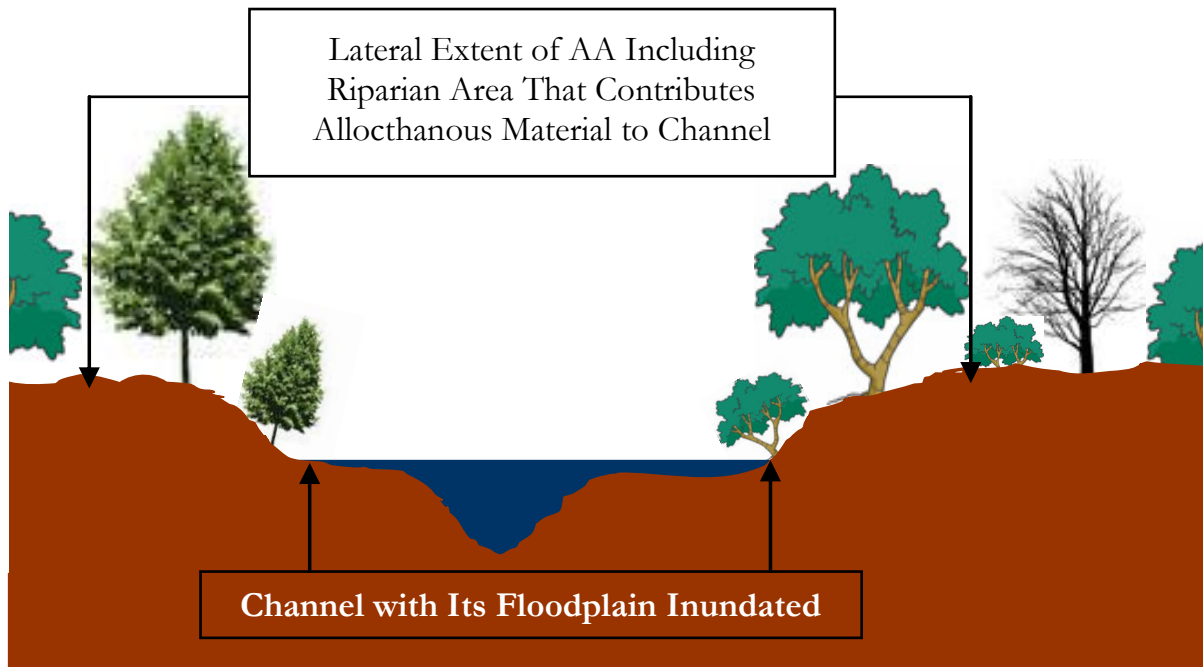 Lateral Extent of AA Including
Riparian Area That Contributes
Allocthanous Material to Channel
Channel with Its Floodplain Inundated